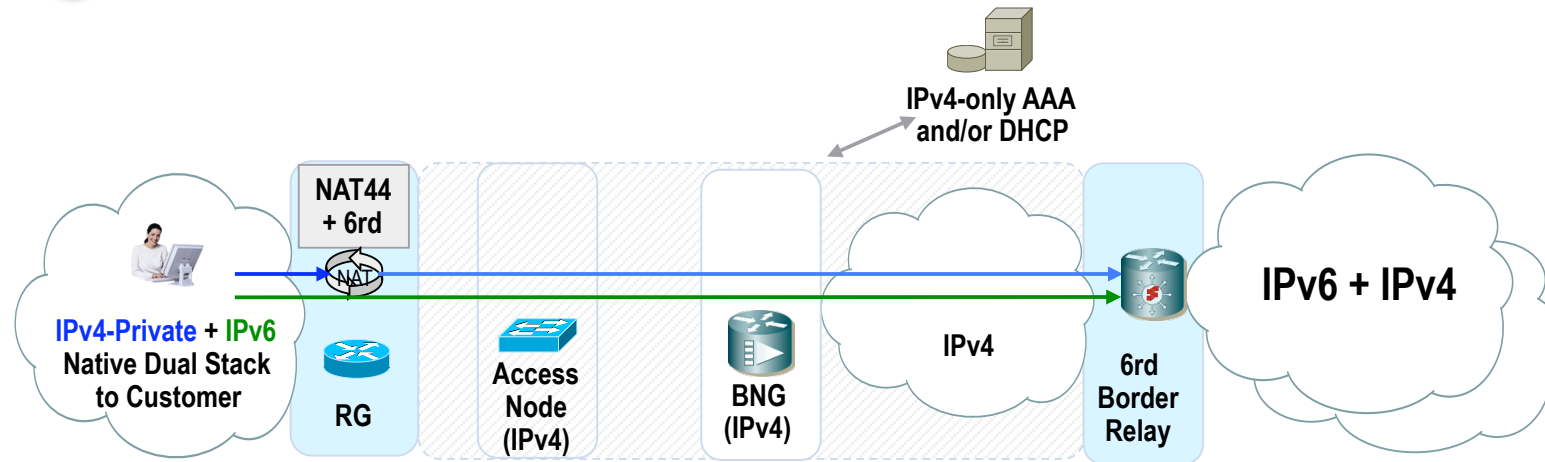 IPv4-only AAA
and/or DHCP
NAT44
+ 6rd
NAT
IPv4-Private + IPv6
Native Dual Stack
to Customer
RG
Access
Node
(IPv4)
BNG
(IPv4)
IPv4
6rd
Border
Relay
IPv6 + IPv4